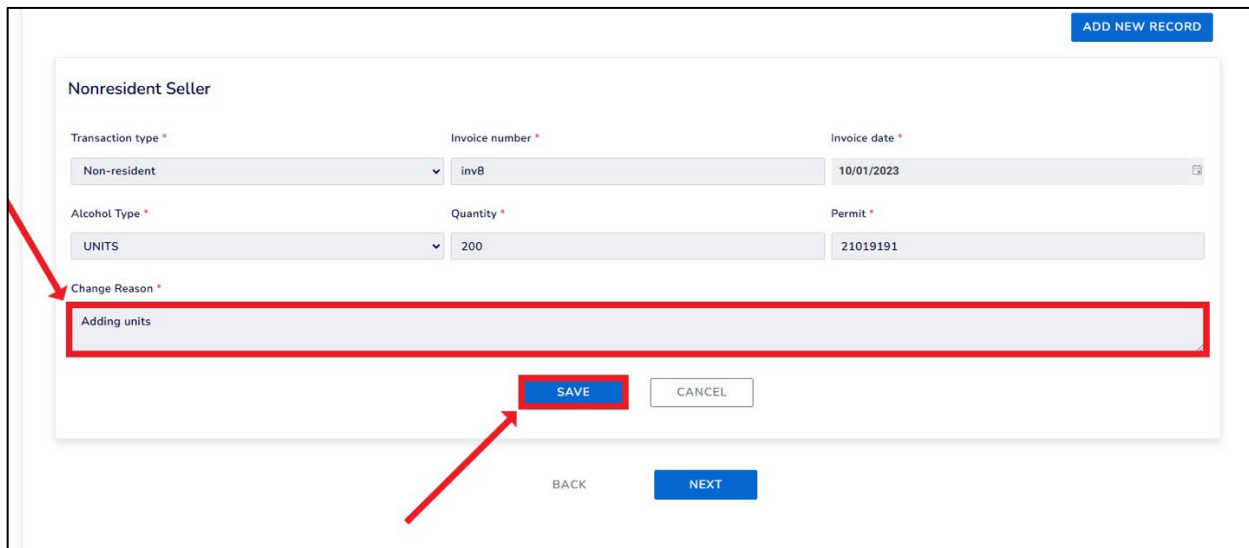 ADD NEW RECORD
Nonresident Seller
Transaction type * Invoice number * Invoice date *
Non-resident inv8 10/01/2023
Alcohol Type * Quantity * Permit *
UNITS 200 21019191
Change Reason *
Adding units
SAVE CANCEL
BACK NEXT